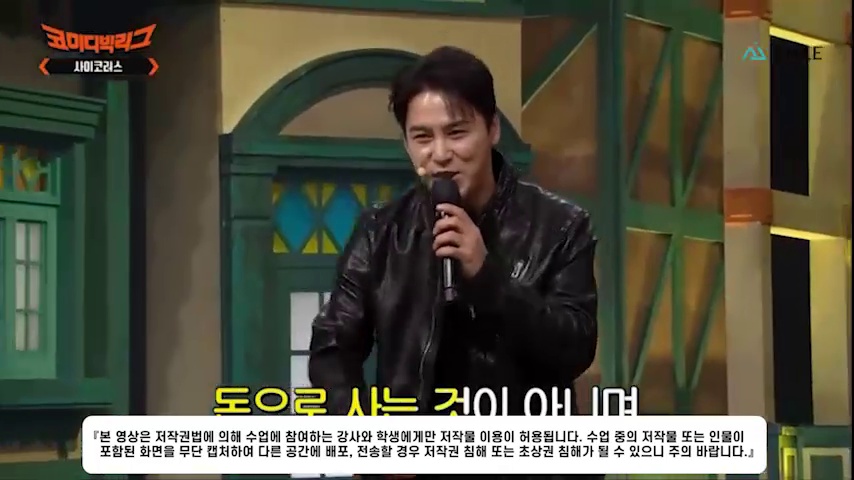 코미디빅리그
사이코러스
돈으로 사는 것이 아니며
『본 영상은 저작권법에 의해 수업에 참여하는 강사와 학생에게만 저작물 이용이 허용됩니다. 수업 중의 저작물 또는 인물이
포함된 화면을 무단 캡처하여 다른 공간에 배포, 전송할 경우 저작권 침해 또는 초상권 침해가 될 수 있으니 주의 바랍니다.』